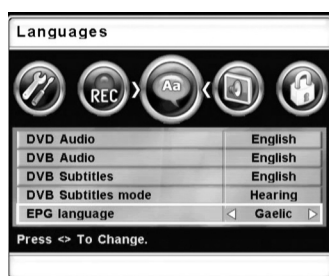 Languages
REC Aa
DVD Audio English
DVB Audio English
DVB Subtitles English
DVB Subtitles mode Hearing
EPG language Gaelic
Press <> To Change.